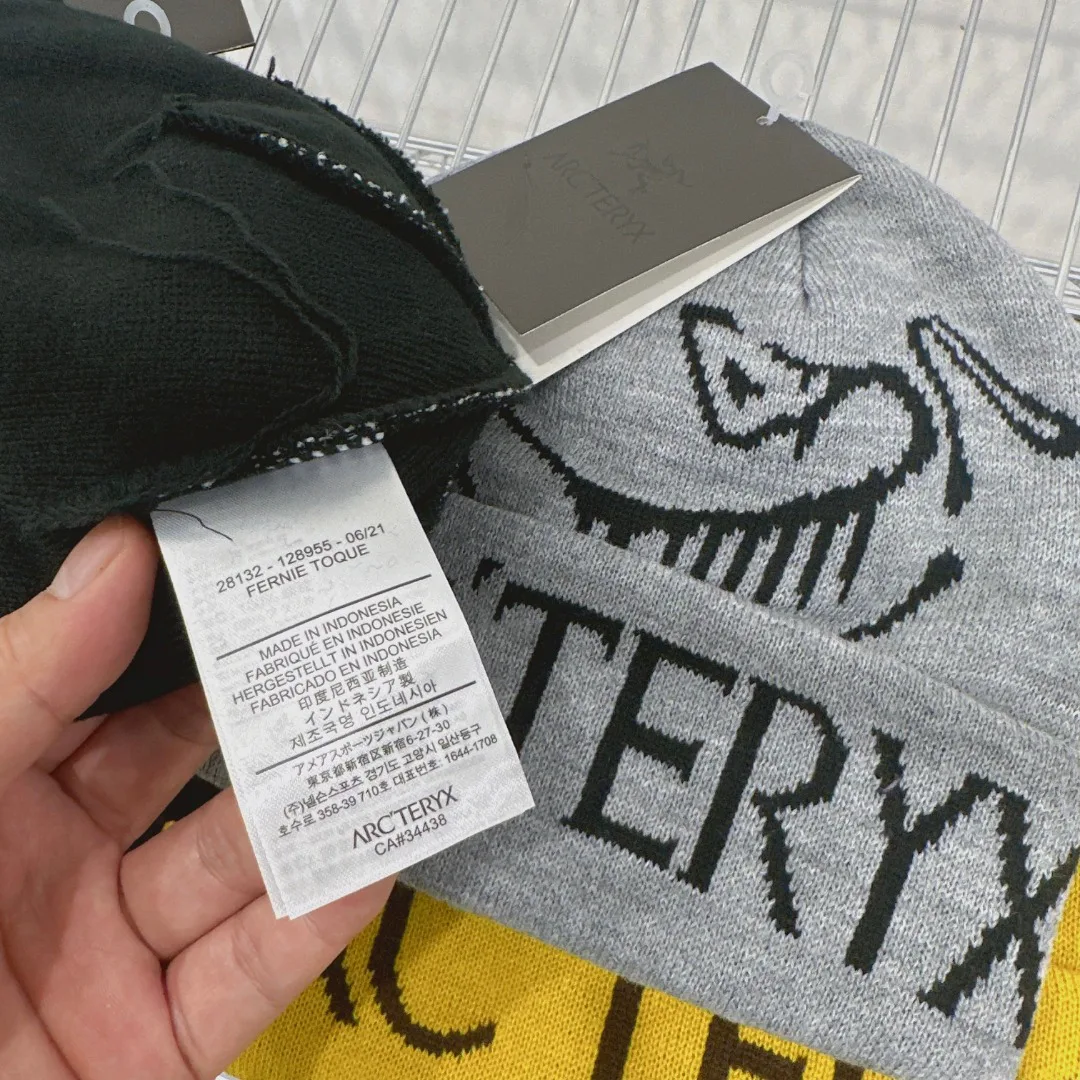 ARC'TERYX
28132 - 128955 - 06/21
FERNIE TOQUE
MADE IN INDONESIA
FABRIQUÉ EN INDONESIE
HERGESTELLT IN INDONESIEN
FABRICADO EN INDONESIA
印度尼西亚制造
インドネシア製
제조국명 인도네시아
アメアスポーツジャパン(株)
東京都新宿区新宿6-27-30
(주)넬슨스포츠 경기도 고양시 일산동구
호수로 358-39 710호 대표번호: 1644-1708
ARC'TERYX
CA#34438
'TERYX
RC'TE